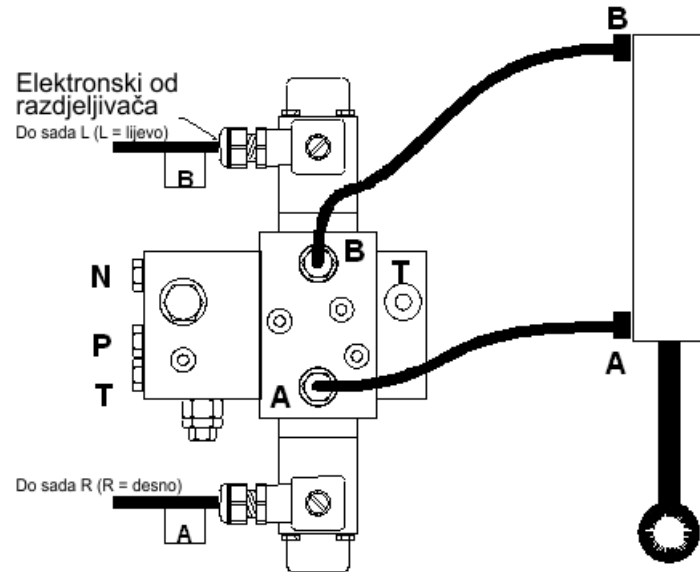 B
Elektronski od
razdjeljivača
Do sada L (L = lijevo)
B
B
N
T
P
A
T
A
Do sada R (R = desno)
A